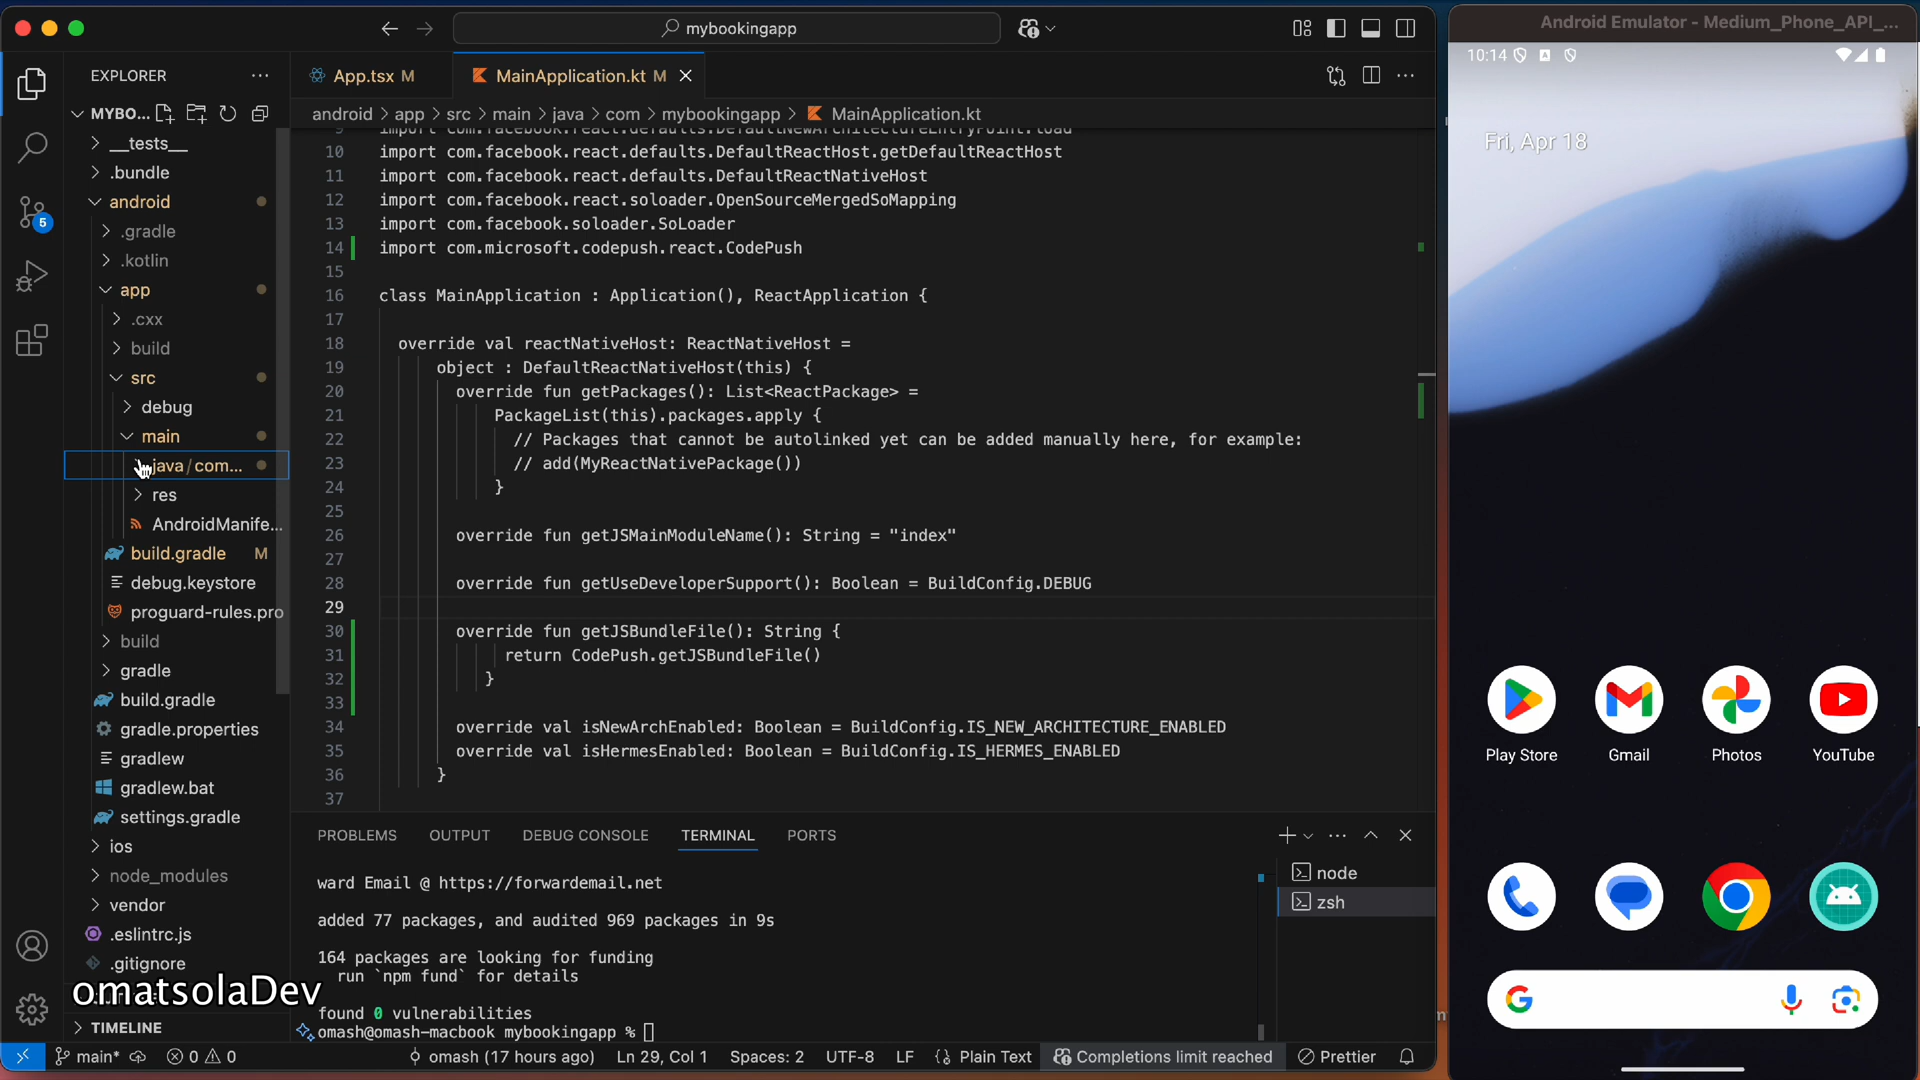 mybookingapp
Android Emulator - Medium_Phone_API_...
EXPLORER
App.tsx M
MainApplication.kt M
10:14
MYBO...
android > app > src > main > java > com > mybookingapp > MainApplication.kt
__tests__
.bundle
android
.gradle
.kotlin
app
.cxx
build
src
debug
main
java/com...
res
AndroidManife...
build.gradle M
debug.keystore
proguard-rules.pro
build
gradle
build.gradle
gradle.properties
gradlew
gradlew.bat
settings.gradle
ios
node_modules
vendor
.eslintrc.js
.gitignore
omatsolaDev
TIMELINE
9 import com.facebook.react.defaults.DefaultNewArchitectureEntryPoint.load
10 import com.facebook.react.defaults.DefaultReactHost.getDefaultReactHost
11 import com.facebook.react.defaults.DefaultReactNativeHost
12 import com.facebook.react.soloader.OpenSourceMergedSoMapping
13 import com.facebook.soloader.SoLoader
14 import com.microsoft.codepush.react.CodePush
15
16 class MainApplication : Application(), ReactApplication {
17
18 override val reactNativeHost: ReactNativeHost =
19 object : DefaultReactNativeHost(this) {
20 override fun getPackages(): List<ReactPackage> =
21 PackageList(this).packages.apply {
22 // Packages that cannot be autolinked yet can be added manually here, for example:
23 // add(MyReactNativePackage())
24 }
25
26 override fun getJSMainModuleName(): String = "index"
27
28 override fun getUseDeveloperSupport(): Boolean = BuildConfig.DEBUG
29
30 override fun getJSBundleFile(): String {
31 return CodePush.getJSBundleFile()
32 }
33
34 override val isNewArchEnabled: Boolean = BuildConfig.IS_NEW_ARCHITECTURE_ENABLED
35 override val isHermesEnabled: Boolean = BuildConfig.IS_HERMES_ENABLED
36 }
37
PROBLEMS OUTPUT DEBUG CONSOLE TERMINAL PORTS
ward Email @ https://forwardemail.net
added 77 packages, and audited 969 packages in 9s
164 packages are looking for funding
run `npm fund` for details
found 0 vulnerabilities
omash@omash-macbook mybookingapp %
node
zsh
5
main* 0 0 omash (17 hours ago) Ln 29, Col 1 Spaces: 2 UTF-8 LF Plain Text Completions limit reached Prettier
Fri, Apr 18
Play Store Gmail Photos YouTube